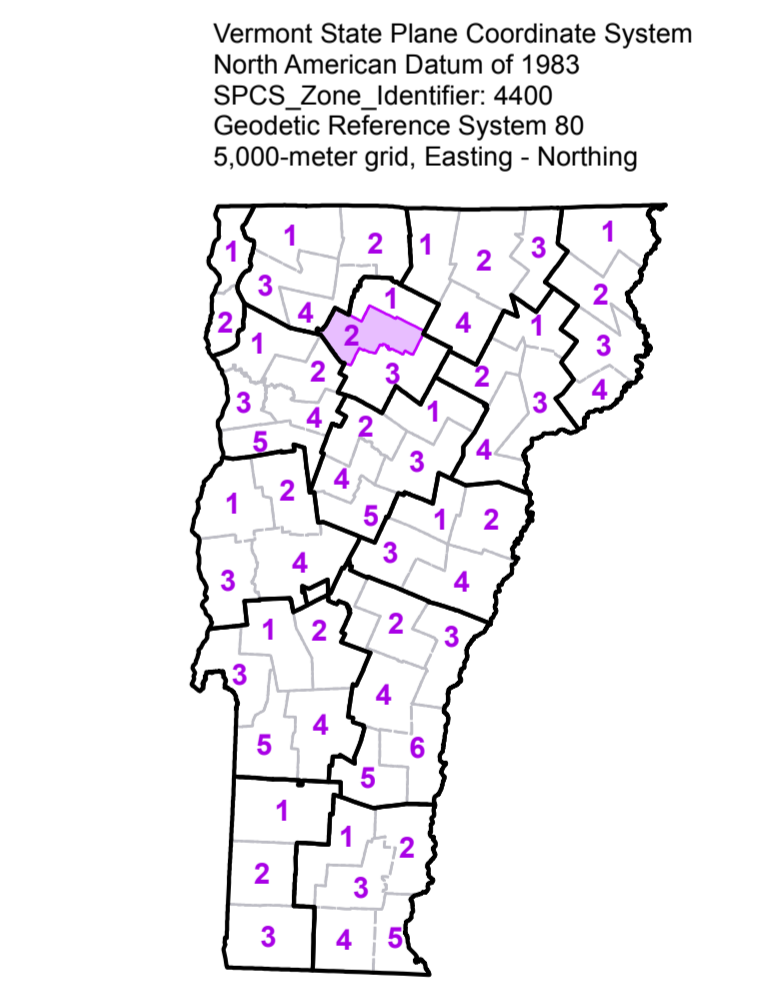 Vermont State Plane Coordinate System
North American Datum of 1983
SPCS_Zone_Identifier: 4400
Geodetic Reference System 80
5,000-meter grid, Easting - Northing
1 1 2 1 2 3 1
3 1 2
2 4 2 4 1 3
1
2 3 2 4
3 4 2 1 3
5 3 4
1 2 4 5 1 2
3 4 3 4
1 2 2 3
3 4
5 4 6
5
1 1 2
2 3
3 4 5